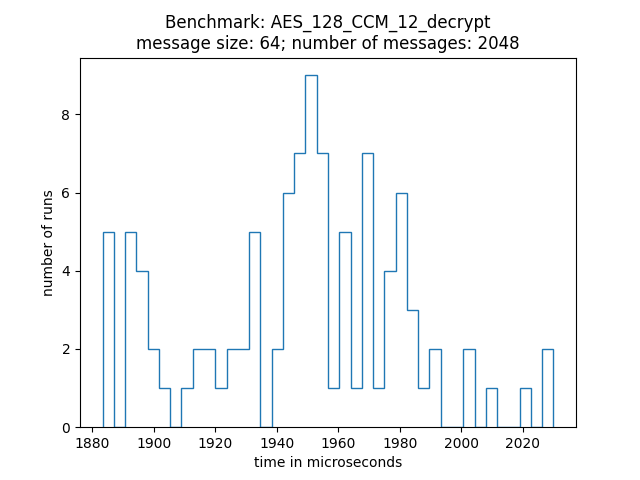 Benchmark: AES_128_CCM_12_decrypt
message size: 64; number of messages: 2048
8
6
4
2
0
number of runs
1880 1900 1920 1940 1960 1980 2000 2020
time in microseconds